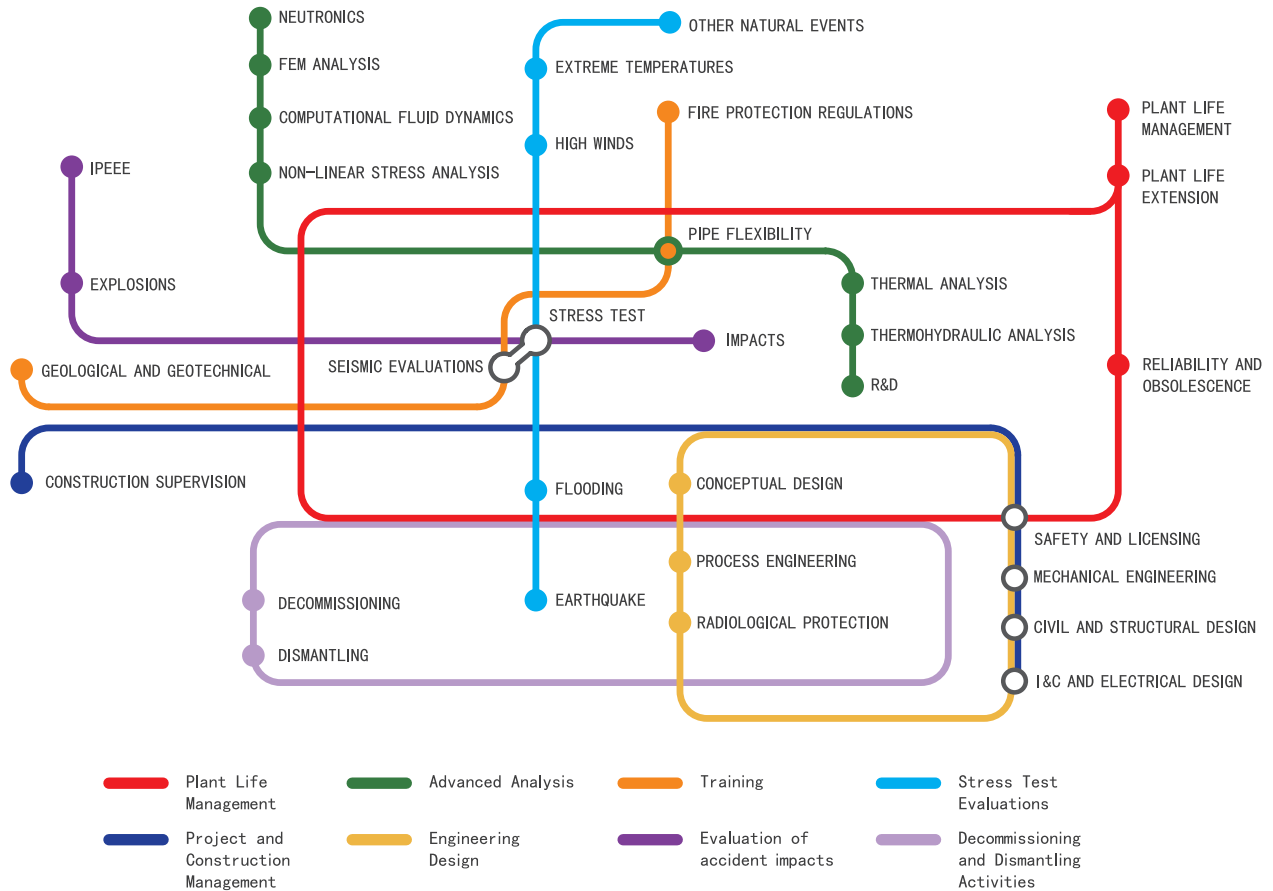 NEUTRONICS
OTHER NATURAL EVENTS
FEM ANALYSIS
EXTREME TEMPERATURES
COMPUTATIONAL FLUID DYNAMICS
FIRE PROTECTION REGULATIONS
PLANT LIFE
MANAGEMENT
HIGH WINDS
IPEEE
NON-LINEAR STRESS ANALYSIS
PLANT LIFE
EXTENSION
PIPE FLEXIBILITY
EXPLOSIONS
THERMAL ANALYSIS
STRESS TEST
IMPACTS
THERMOHYDRAULIC ANALYSIS
GEOLOGICAL AND GEOTECHNICAL
SEISMIC EVALUATIONS
RELIABILITY AND
OBSOLESCENCE
R&D
CONSTRUCTION SUPERVISION
FLOODING
CONCEPTUAL DESIGN
SAFETY AND LICENSING
PROCESS ENGINEERING
MECHANICAL ENGINEERING
DECOMMISSIONING
EARTHQUAKE
RADIOLOGICAL PROTECTION
CIVIL AND STRUCTURAL DESIGN
DISMANTLING
I&C AND ELECTRICAL DESIGN
Plant Life
Management
Advanced Analysis
Training
Stress Test
Evaluations
Project and
Construction
Management
Engineering
Design
Evaluation of
accident impacts
Decommissioning
and Dismantling
Activities